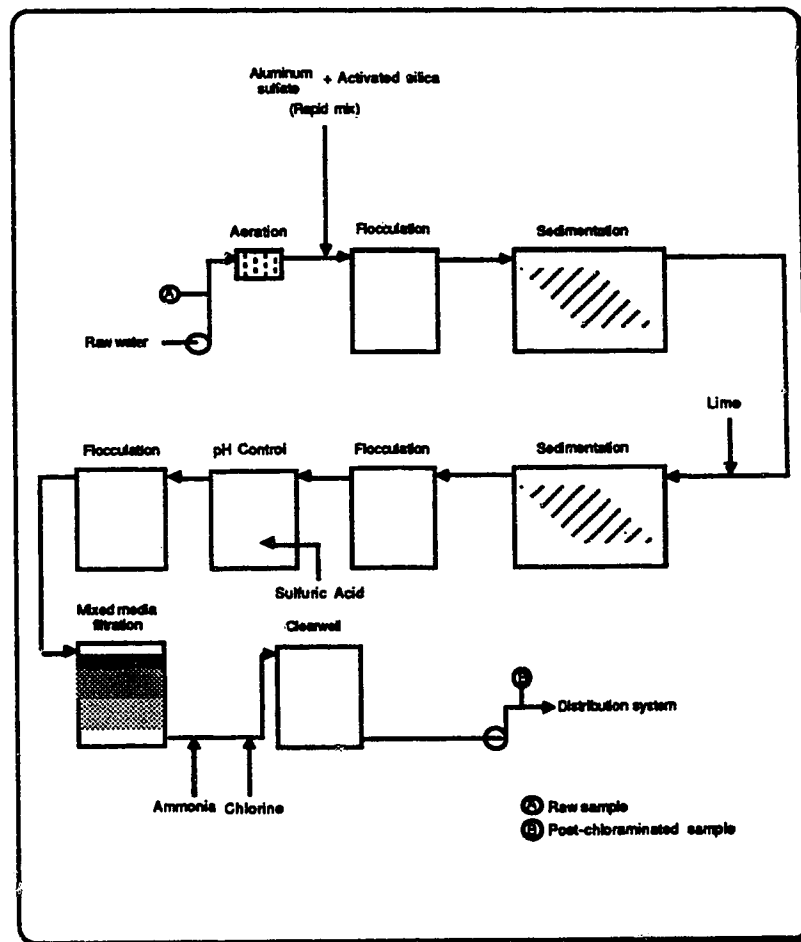 Aluminum + Activated silica
sulfate
(Rapid mix)
Aeration
Flocculation
Sedimentation
A
Raw water
Lime
Flocculation
pH Control
Flocculation
Sedimentation
Sulfuric Acid
Mixed media
filtration
Clearwell
B
Distribution system
Ammonia
Chlorine
A Raw sample
B Post-chloraminated sample